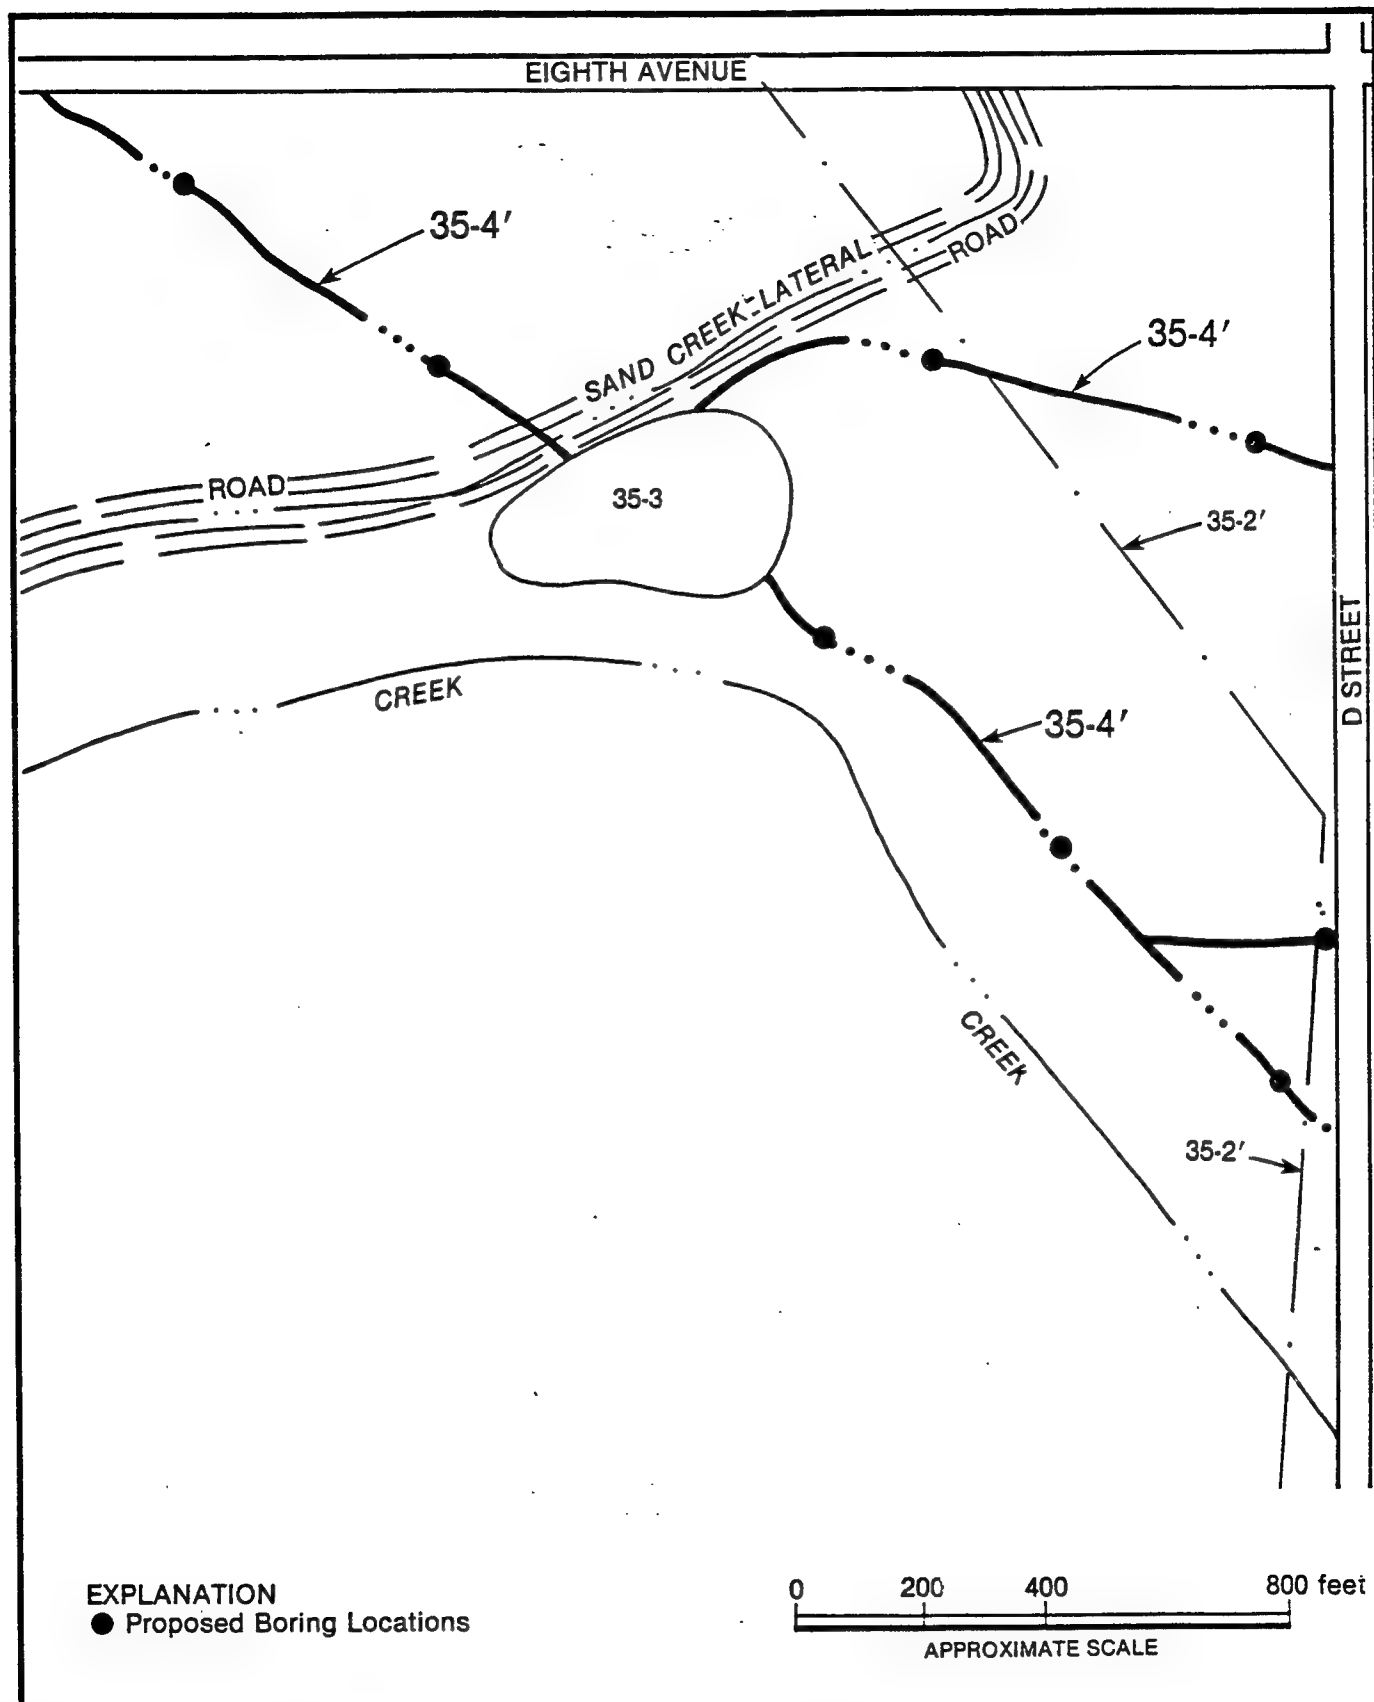 EIGHTH AVENUE
35-4′
SAND CREEK LATERAL
ROAD
35-4′
ROAD
35-3
35-2′
D STREET
CREEK
35-4′
CREEK
35-2′
EXPLANATION
Proposed Boring Locations
0 200 400 800 feet
APPROXIMATE SCALE